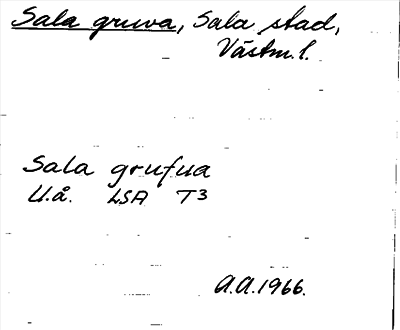 Sala gruva, Sala stad,
Västm. l.
Sala grufua
U.å. LSA T3
A.A. 1966.